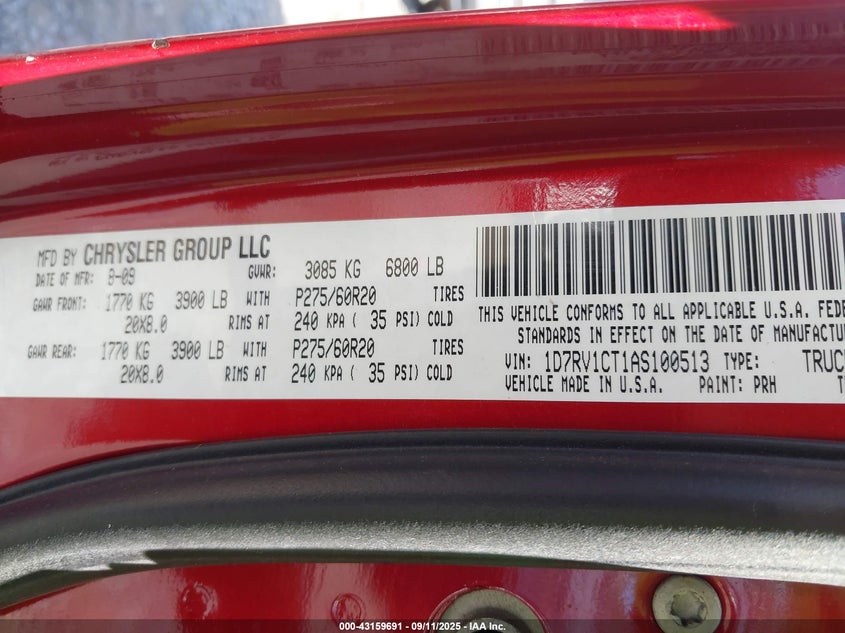 MFD BY CHRYSLER GROUP LLC
DATE OF MFR: 8-09 GVWR: 3085 KG 6800 LB
GAWR FRONT: 1770 KG 3900 LB WITH P275/60R20 TIRES
20X8.0 RIMS AT 240 KPA ( 35 PSI) COLD
GAWR REAR: 1770 KG 3900 LB WITH P275/60R20 TIRES
20X8.0 RIMS AT 240 KPA ( 35 PSI) COLD
THIS VEHICLE CONFORMS TO ALL APPLICABLE U.S.A. FEDE
STANDARDS IN EFFECT ON THE DATE OF MANUFACTUR
VIN: 1D7RV1CT1AS100513 TYPE: TRUC
VEHICLE MADE IN U.S.A. PAINT: PRH
000-43159691 - 09/11/2025 - IAAI.com